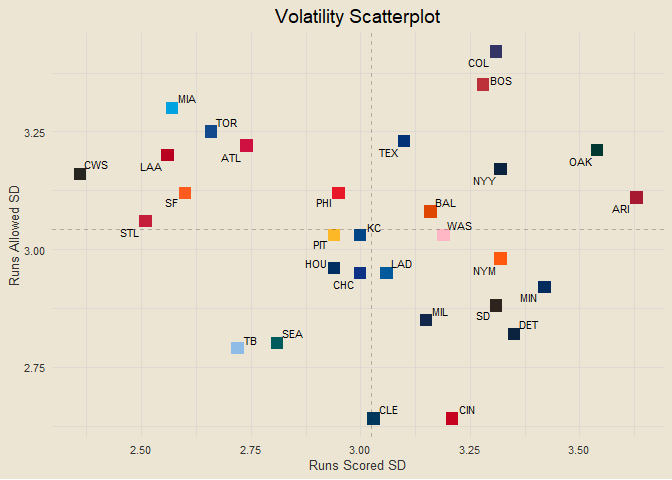 Volatility Scatterplot
COL
BOS
MIA
TOR
ATL
TEX
OAK
CWS
LAA
NYY
SF
PHI
BAL
ARI
STL
KC
WAS
PIT
HOU
LAD
NYM
CHC
MIN
MIL
SD
DET
TB
SEA
CLE
CIN
3.25
3.00
2.75
Runs Allowed SD
2.50
2.75
3.00
3.25
3.50
Runs Scored SD